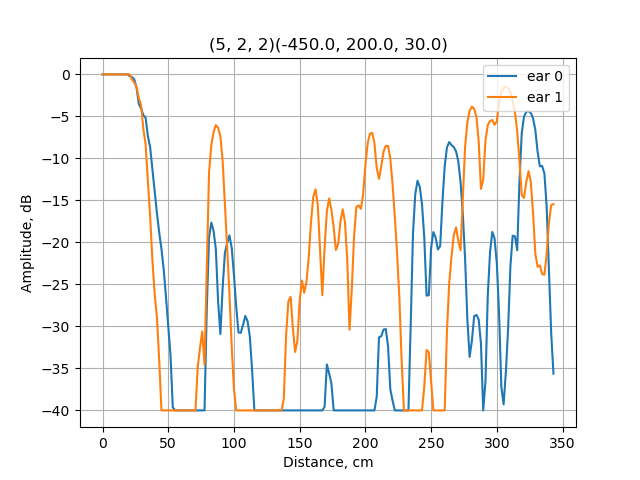 (5, 2, 2)(-450.0, 200.0, 30.0)
ear 0
ear 1
Amplitude, dB
0
−5
−10
−15
−20
−25
−30
−35
−40
0 50 100 150 200 250 300 350
Distance, cm